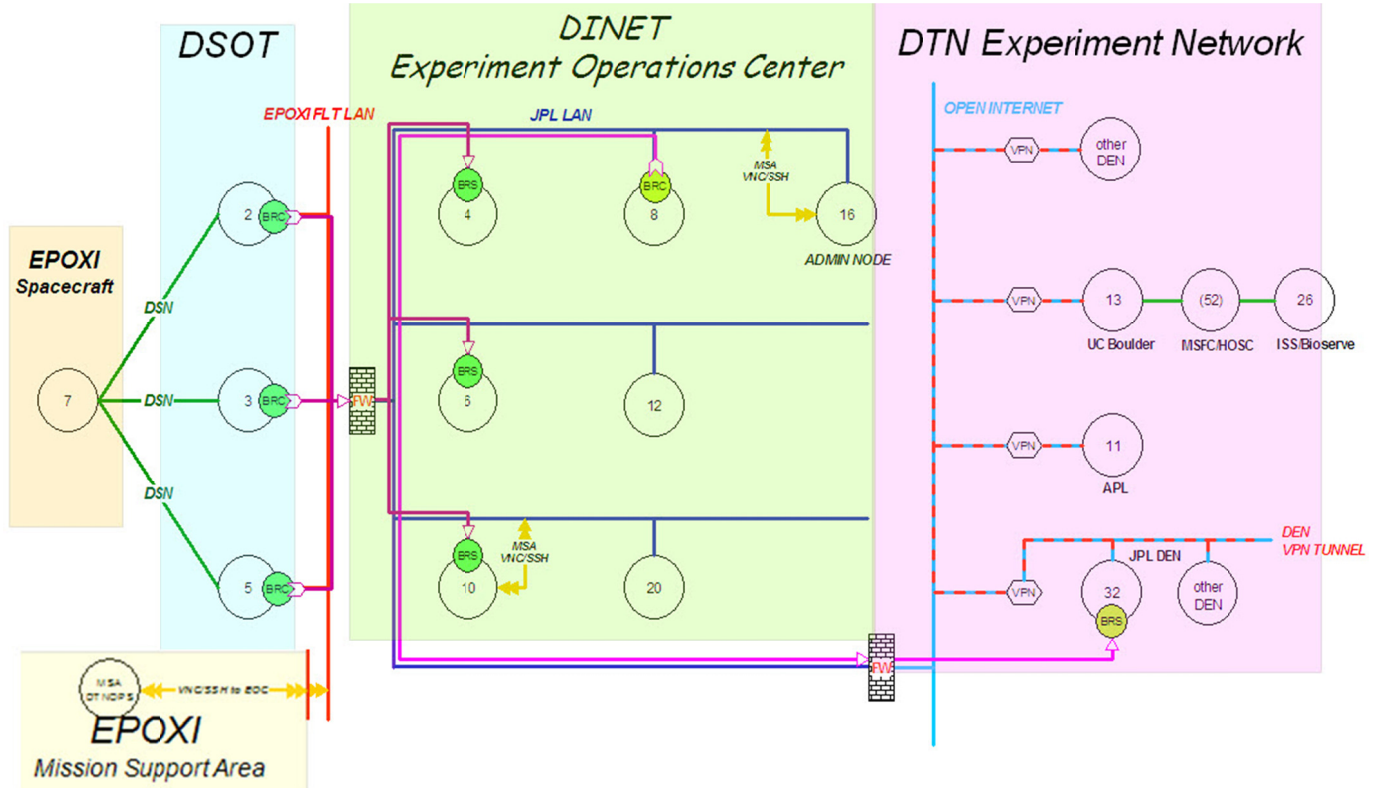 DSOT
DINET
Experiment Operations Center
DTN Experiment Network
EPOXI FLT LAN
JPL LAN
OPEN INTERNET
EPOXI
Spacecraft
7
DSN
DSN
DSN
2
BRC
3
BRC
5
BRC
FW
BRS
4
BRC
8
MSA
VNC/SSH
16
ADMIN NODE
BRS
6
12
BRS
10
MSA
VNC/SSH
20
VPN
other
DEN
VPN
13
(52)
26
UC Boulder
MSFC/HOSC
ISS/Bioserve
VPN
11
APL
DEN
VPN TUNNEL
JPL DEN
VPN
32
BRS
other
DEN
FW
MSA
VNC/SSH to EOC
EPOXI
Mission Support Area